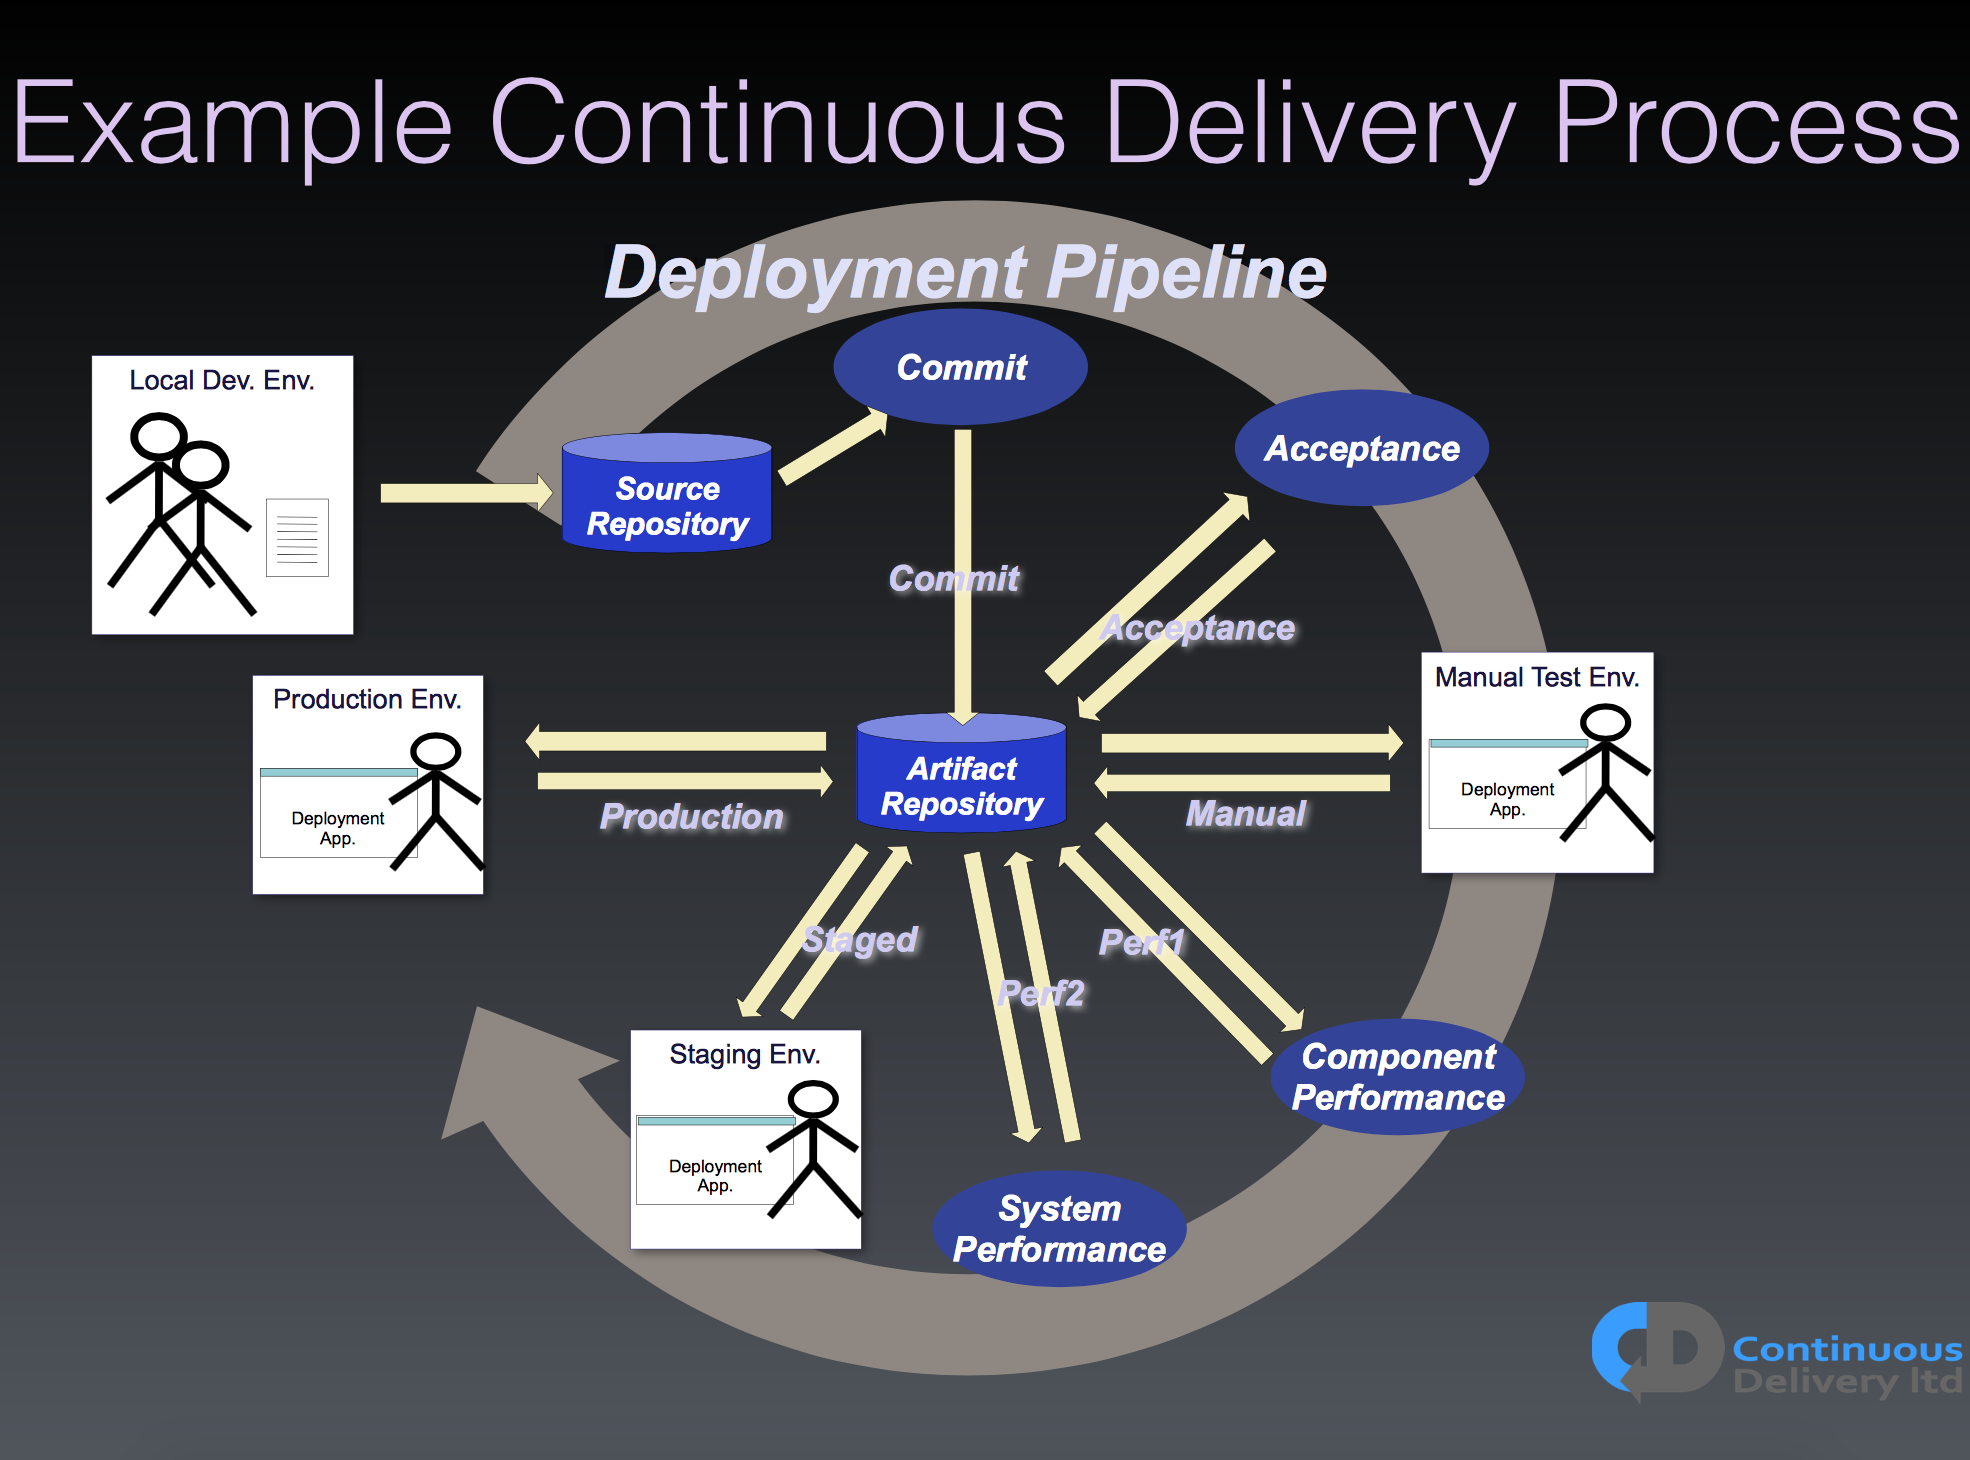 Example Continuous Delivery Process
Deployment Pipeline
Commit
Local Dev. Env.
Acceptance
Source
Repository
Commit
Acceptance
Manual Test Env.
Production Env.
Artifact
Repository
Deployment
App.
Production
Manual
Deployment
App.
Staged
Perf1
Perf2
Staging Env.
Component
Performance
Deployment
App.
System
Performance
Continuous
Delivery ltd